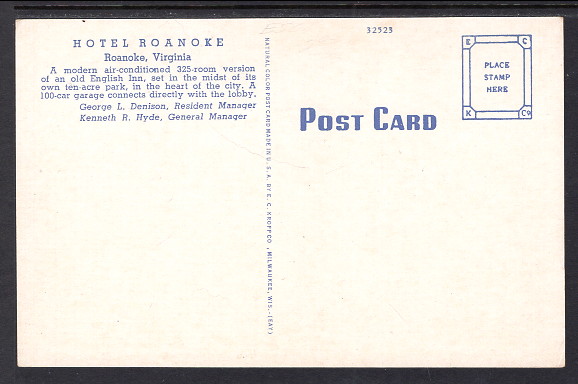 HOTEL ROANOKE
Roanoke, Virginia
A modern air-conditioned 325-room version
of an old English Inn, set in the midst of its
own ten-acre park, in the heart of the city. A
100-car garage connects directly with the lobby.
George L. Denison, Resident Manager
Kenneth R. Hyde, General Manager
NATURAL COLOR POST CARD MADE IN U. S. A. BY E. C. KROPP CO., MILWAUKEE, WIS.-(6AY)
32525
POST CARD
E C
PLACE
STAMP
HERE
K Co